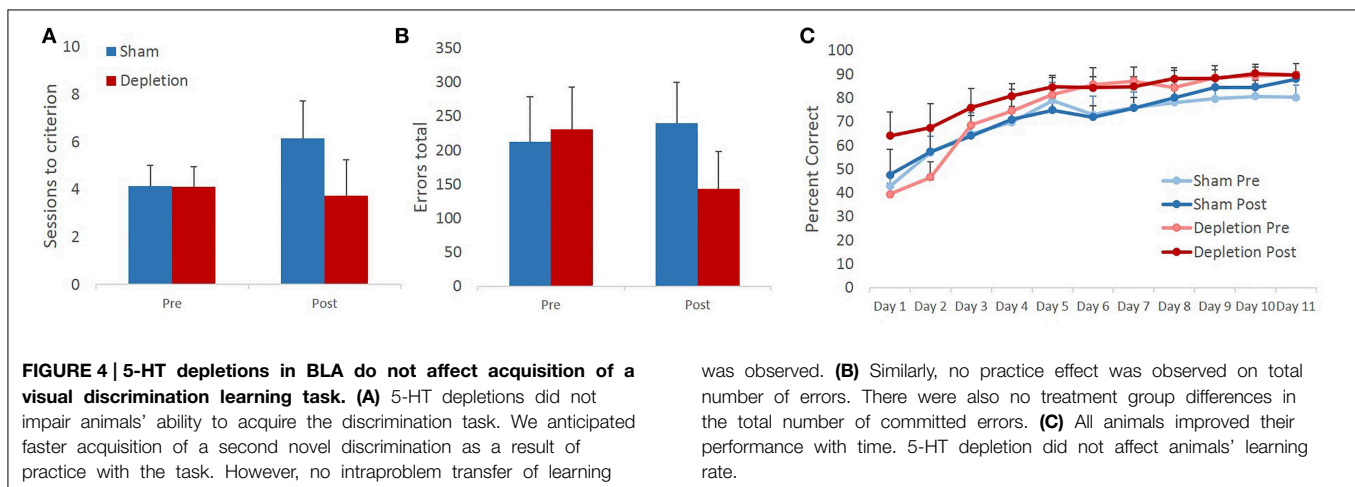 A
10
8
6
4
2
0
Sessions to criterion
Sham
Depletion
Pre
Post
B
350
300
250
200
150
100
50
0
Errors total
Pre
Post
C
100
90
80
70
60
50
40
30
20
10
0
Percent Correct
Sham Pre
Sham Post
Depletion Pre
Depletion Post
Day 1 Day 2 Day 3 Day 4 Day 5 Day 6 Day 7 Day 8 Day 9 Day 10 Day 11
FIGURE 4 | 5-HT depletions in BLA do not affect acquisition of a
visual discrimination learning task. (A) 5-HT depletions did not
impair animals' ability to acquire the discrimination task. We anticipated
faster acquisition of a second novel discrimination as a result of
practice with the task. However, no intraproblem transfer of learning
was observed. (B) Similarly, no practice effect was observed on total
number of errors. There were also no treatment group differences in
the total number of committed errors. (C) All animals improved their
performance with time. 5-HT depletion did not affect animals' learning
rate.